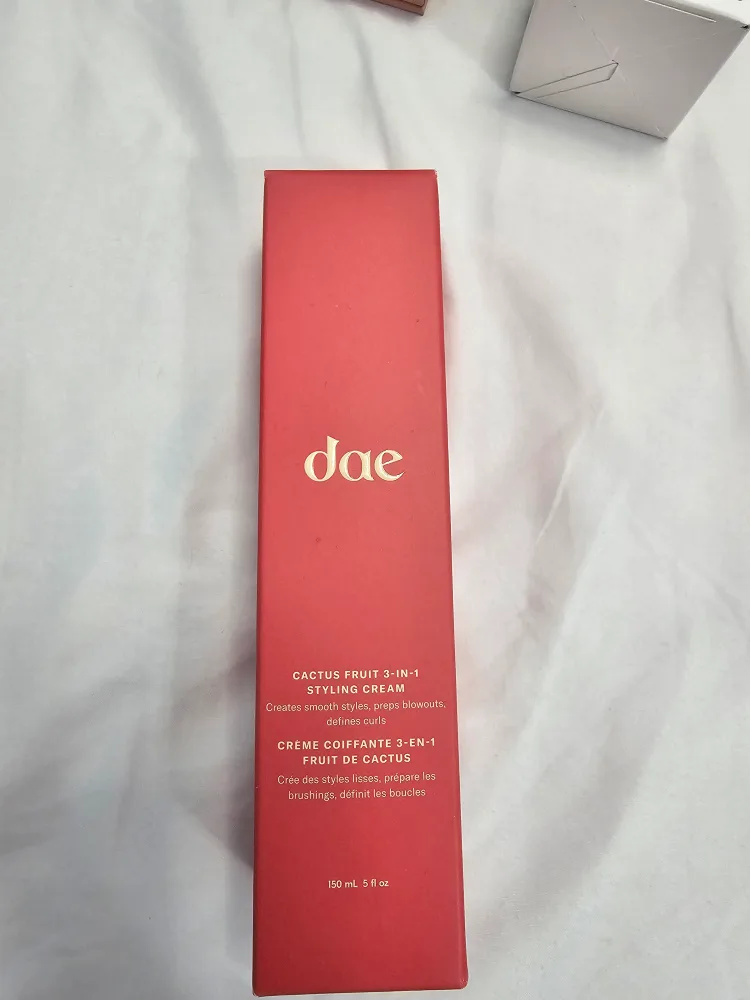 dae
CACTUS FRUIT 3-IN-1
STYLING CREAM
Creates smooth styles, preps blowouts,
defines curls
CRÈME COIFFANTE 3-EN-1
FRUIT DE CACTUS
Crée des styles lisses, prépare les
brushings, définit les boucles
150 mL 5 fl oz